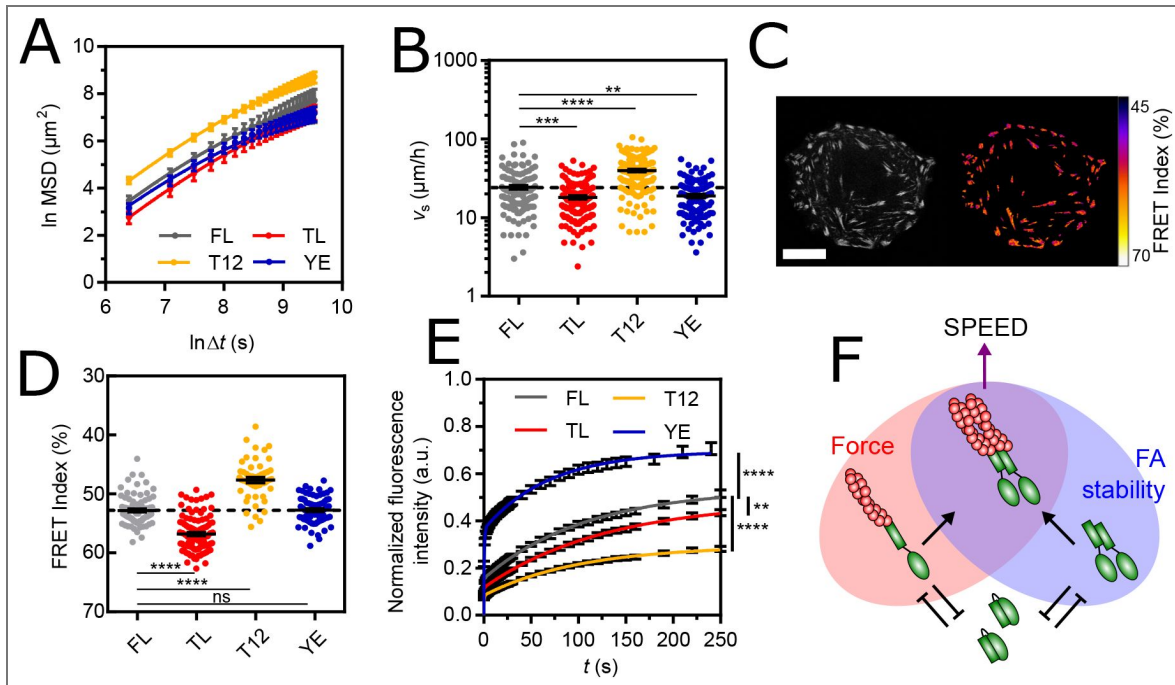 A
ln MSD (µm²)
10
8
6
4
2
0
6
7
8
9
10
ln Δt (s)
FL
TL
T12
YE
B
vs (µm/h)
1000
100
10
1
**
****
***
FL
TL
T12
YE
C
45
70
FRET Index (%)
D
FRET Index (%)
30
40
50
60
70
****
****
ns
FL
TL
T12
YE
E
Normalized fluorescence
intensity (a.u.)
1.0
0.8
0.6
0.4
0.2
0.0
0
50
100
150
200
250
t (s)
FL
T12
TL
YE
****
**
****
F
SPEED
Force
FA
stability